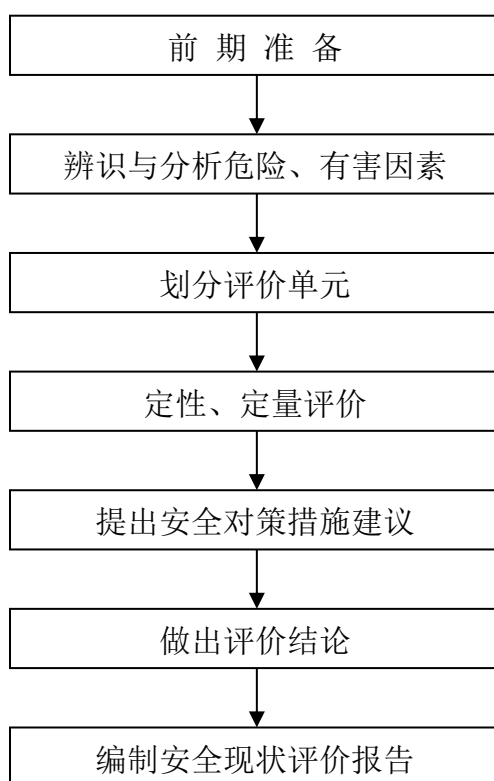 前 期 准 备
辨识与分析危险、有害因素
划分评价单元
定性、定量评价
提出安全对策措施建议
做出评价结论
编制安全现状评价报告